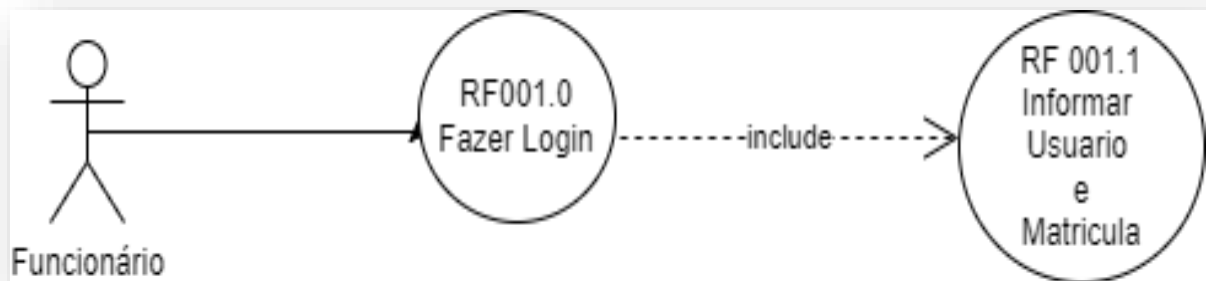 RF001.0
Fazer Login
include
RF 001.1
Informar
Usuario
e
Matricula
Funcionário